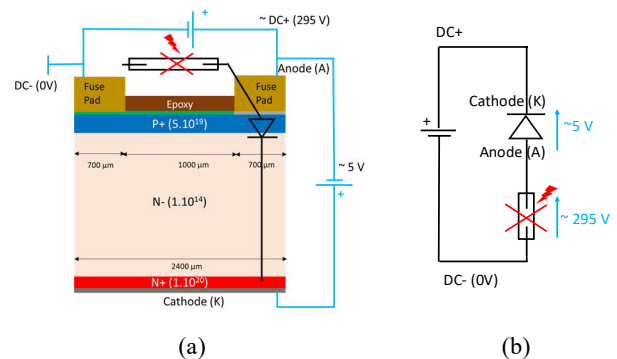 +
~ DC+ (295 V)
DC- (0V)
Anode (A)
Fuse
Pad
Epoxy
Fuse
Pad
P+ (5.10¹⁹)
700 µm
1000 µm
700 µm
N- (1.10¹⁴)
~ 5 V
+
2400 µm
N+ (1.10²⁰)
Cathode (K)
(a)
DC+
Cathode (K)
+
~5 V
Anode (A)
~ 295 V
DC- (0V)
(b)